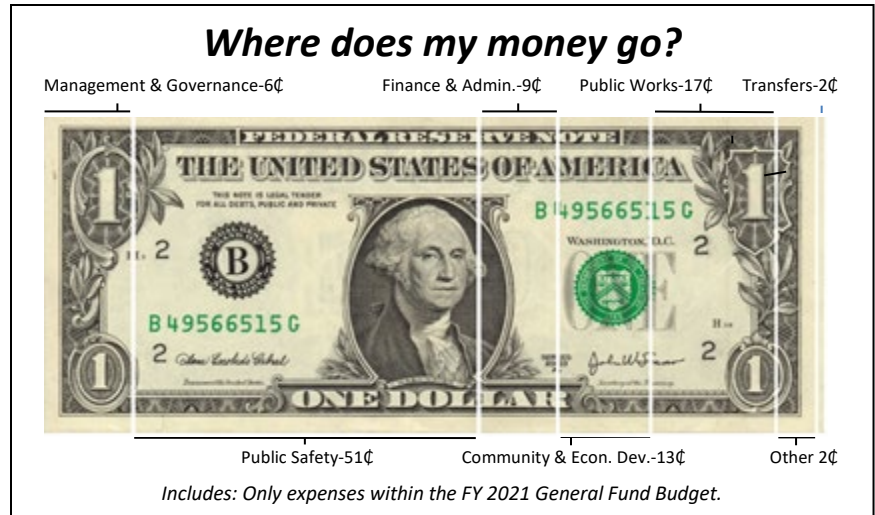 Where does my money go?
Management & Governance-6₵ Finance & Admin.-9₵ Public Works-17₵ Transfers-2₵
FEDERAL RESERVE NOTE
THE UNITED STATES OF AMERICA
THIS NOTE IS LEGAL TENDER
FOR ALL DEBTS, PUBLIC AND PRIVATE
B 49566515 G
WASHINGTON, D.C.
1 1
2 2
B ONE
B 49566515 G
2 2
1 1
ONE DOLLAR
Public Safety-51₵ Community & Econ. Dev.-13₵ Other 2₵
Includes: Only expenses within the FY 2021 General Fund Budget.